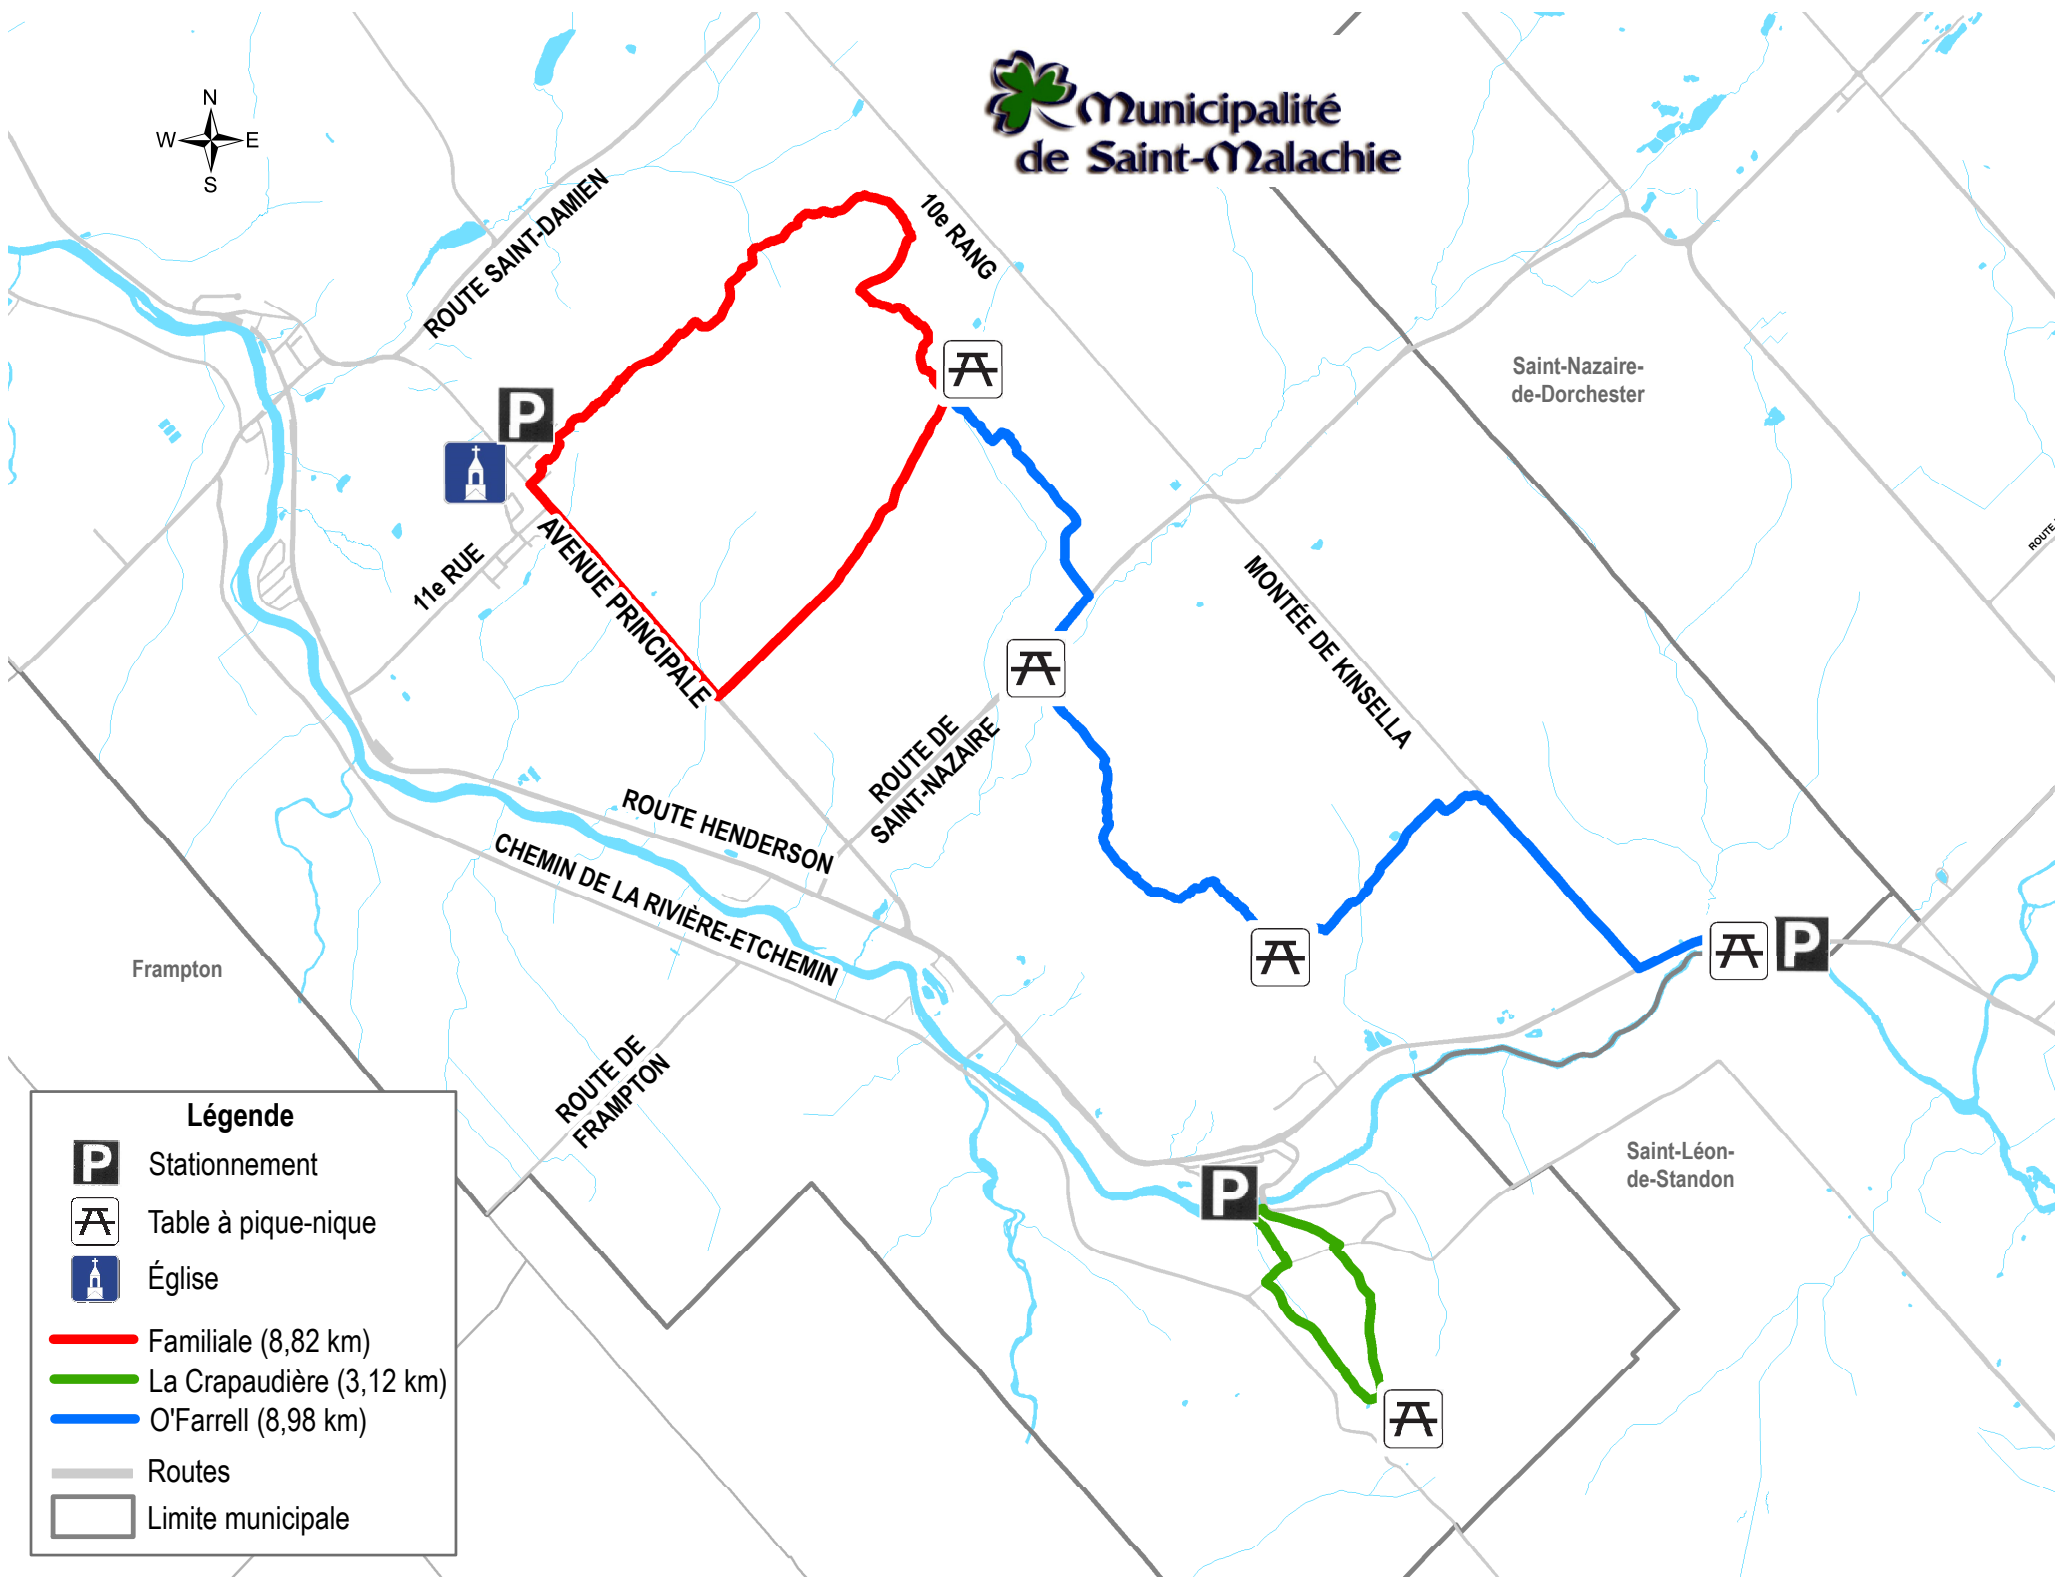 Municipalité
de Saint-Malachie
N
W
E
S
ROUTE SAINT-DAMIEN
10e RANG
Saint-Nazaire-
de-Dorchester
P
ROUTE
11e RUE
AVENUE PRINCIPALE
MONTÉE DE KINSELLA
ROUTE DE
SAINT-NAZAIRE
ROUTE HENDERSON
CHEMIN DE LA RIVIÈRE-ETCHEMIN
P
Frampton
ROUTE DE
FRAMPTON
Saint-Léon-
de-Standon
P
Légende
P Stationnement
Table à pique-nique
Église
Familiale (8,82 km)
La Crapaudière (3,12 km)
O'Farrell (8,98 km)
Routes
Limite municipale